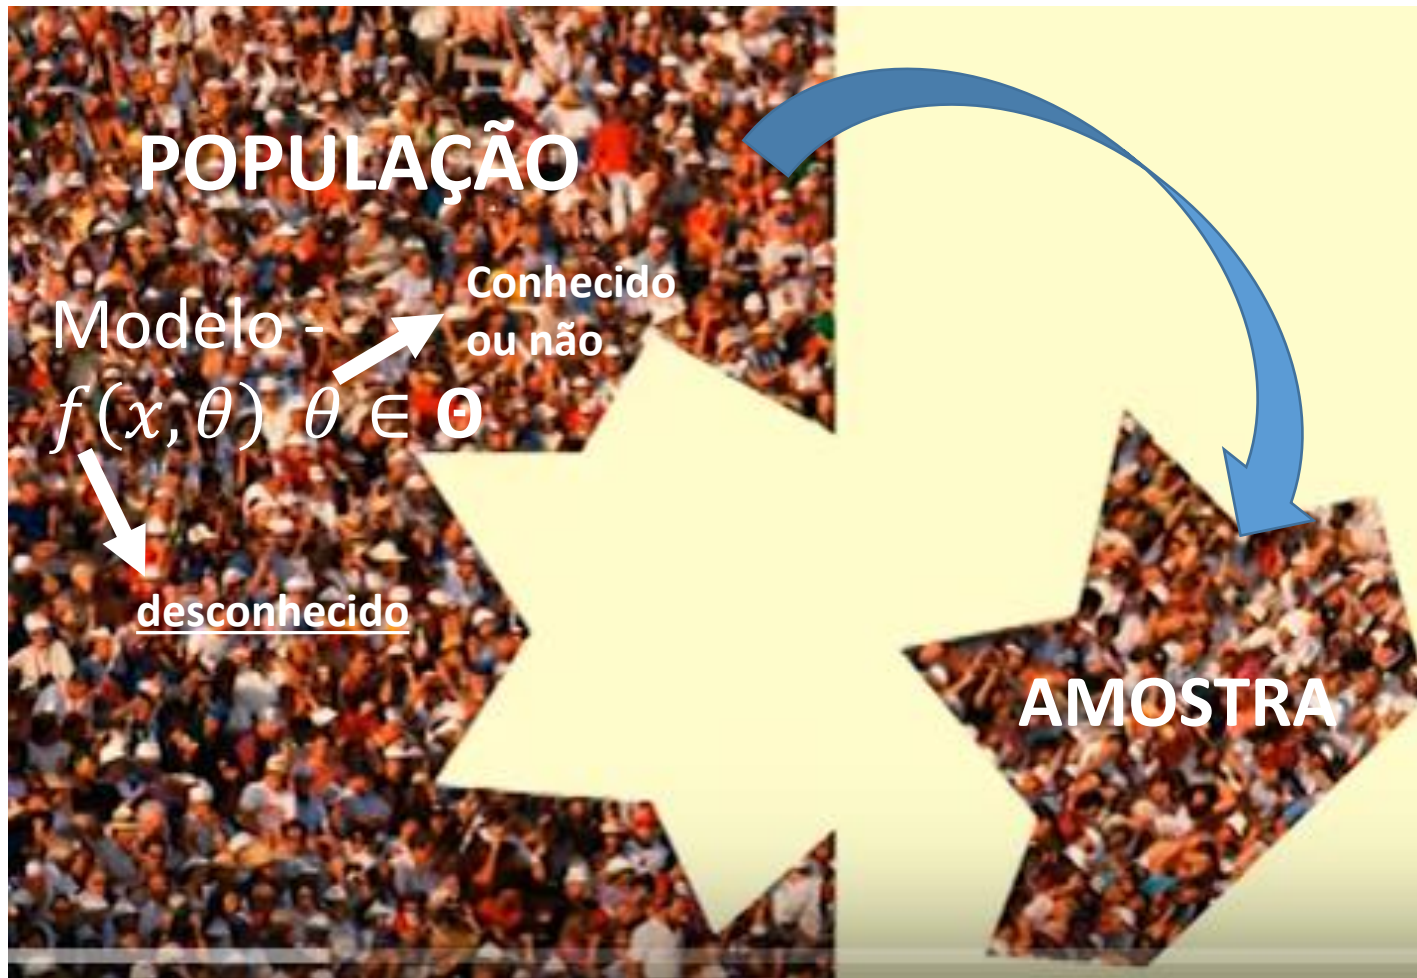 POPULAÇÃO
Conhecido
ou não
Modelo -
f(x, θ) θ ∈ Θ
desconhecido
AMOSTRA